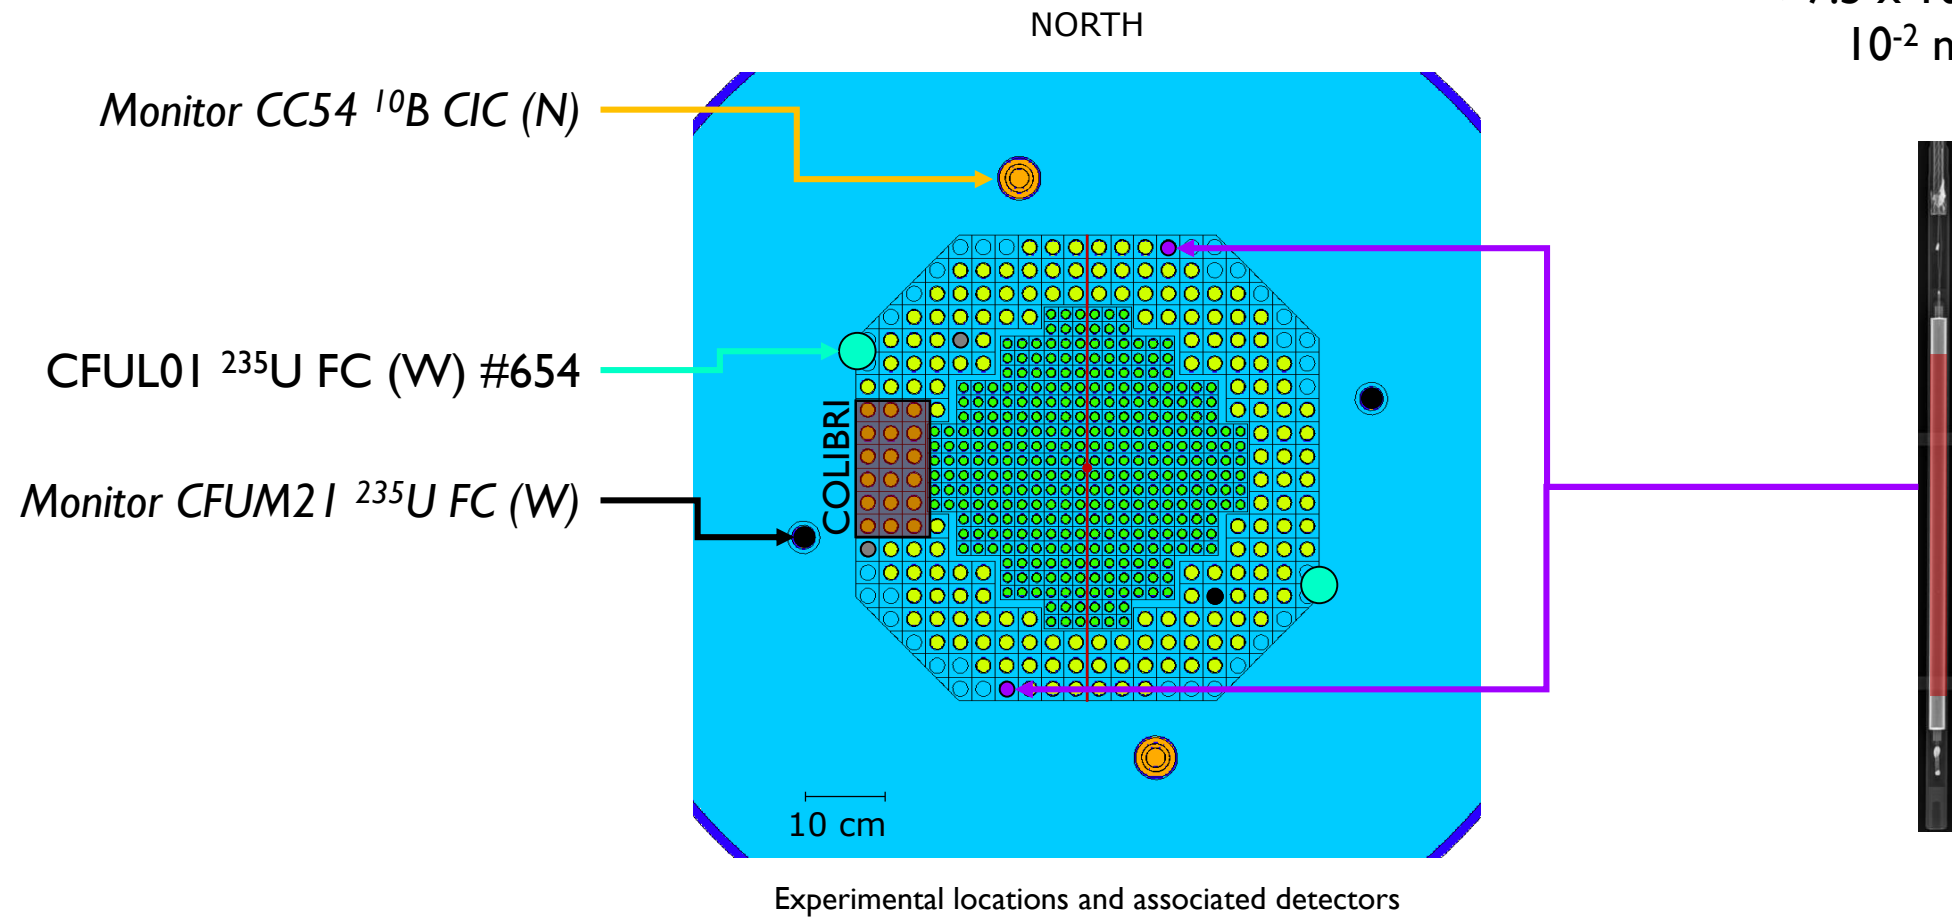 NORTH
10⁻²
Monitor CC54 ¹⁰B CIC (N)
CFUL01 ²³⁵U FC (W) #654
COLIBRI
Monitor CFUM21 ²³⁵U FC (W)
10 cm
Experimental locations and associated detectors